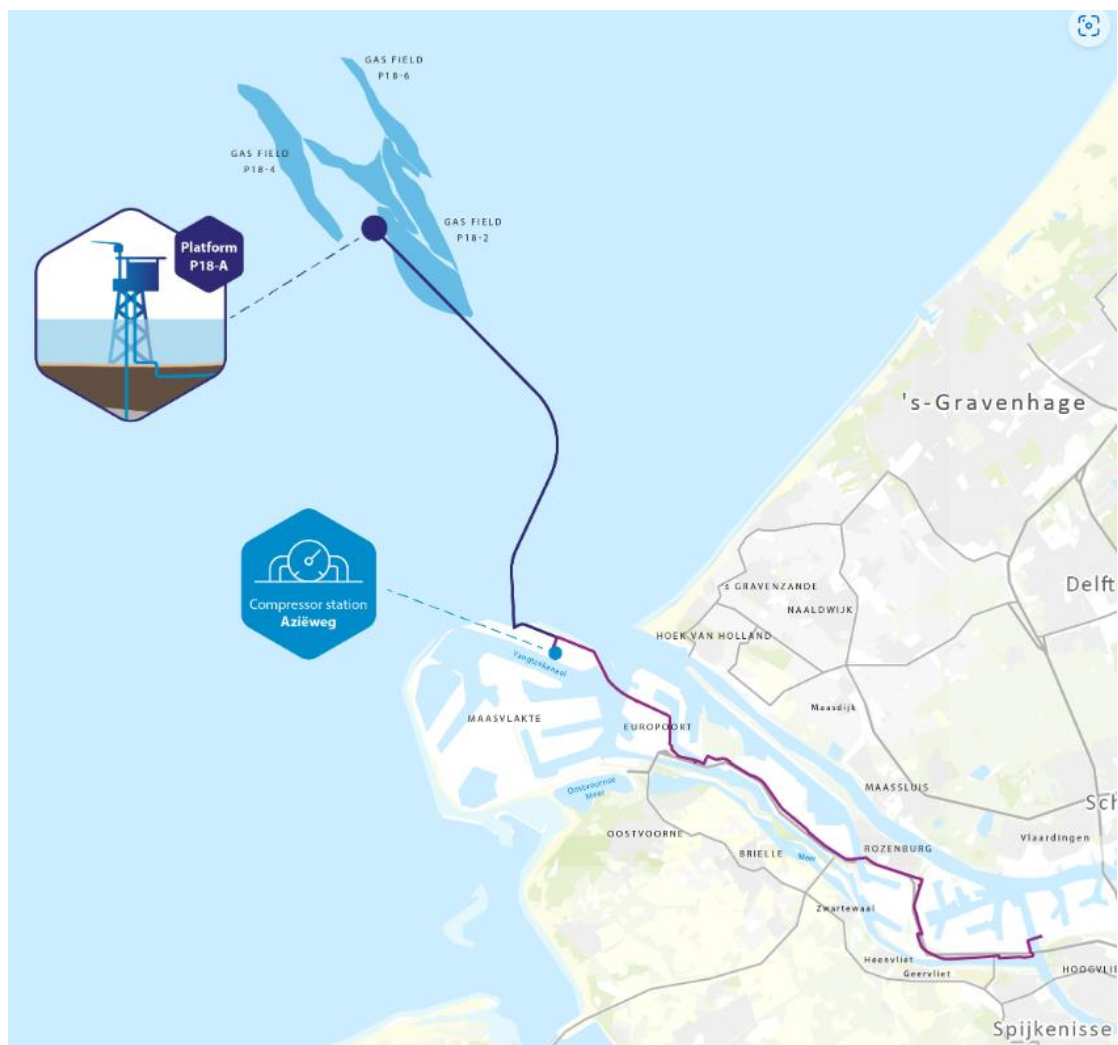 GAS FIELD
P18-6
GAS FIELD
P18-4
GAS FIELD
P18-2
Platform
P18-A
's-Gravenhage
Compressor station
Aziëweg
's GRAVENZANDE
NAALDWIJK
Delft
HOEK VAN HOLLAND
Yangtzekanaal
Maasdijk
MAASVLAKTE
EUROPOORT
MAASSLUIS
Oostvoornse
Meer
Sch
OOSTVOORNE
Vlaardingen
ROZENBURG
BRIELLE
Meer
Zwartewaal
Heenvliet
Geervliet
HOOGVLIE
Spijkenisse